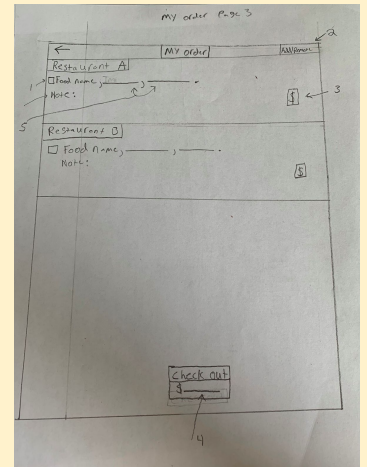 My order Page 3
2
← My order
Restaurant A
1 Food name, , .
Note:
5
$ 3
Restaurant B
Food name, , .
Note:
$
Check out
$
4